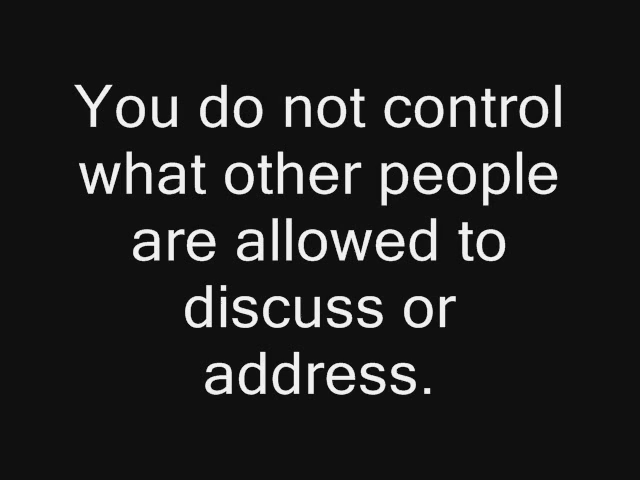 You do not control
what other people
are allowed to
discuss or
address.